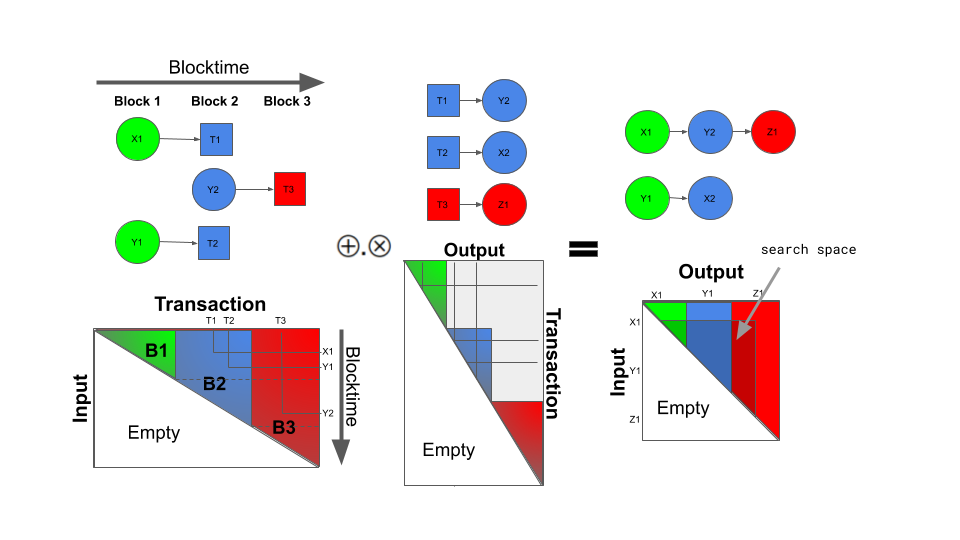 Blocktime
Block 1 Block 2 Block 3
X1 T1
Y2 T3
Y1 T2
T1 Y2
T2 X2
T3 Z1
X1 Y2 Z1
Y1 X2
⊕.⊗
=
Transaction
T1 T2 T3
Input
B1
B2
B3
Empty
X1
Y1
Y2
Blocktime
Output
Transaction
Empty
search space
Output
X1 Y1 Z1
Input
X1
Y1
Z1
Empty